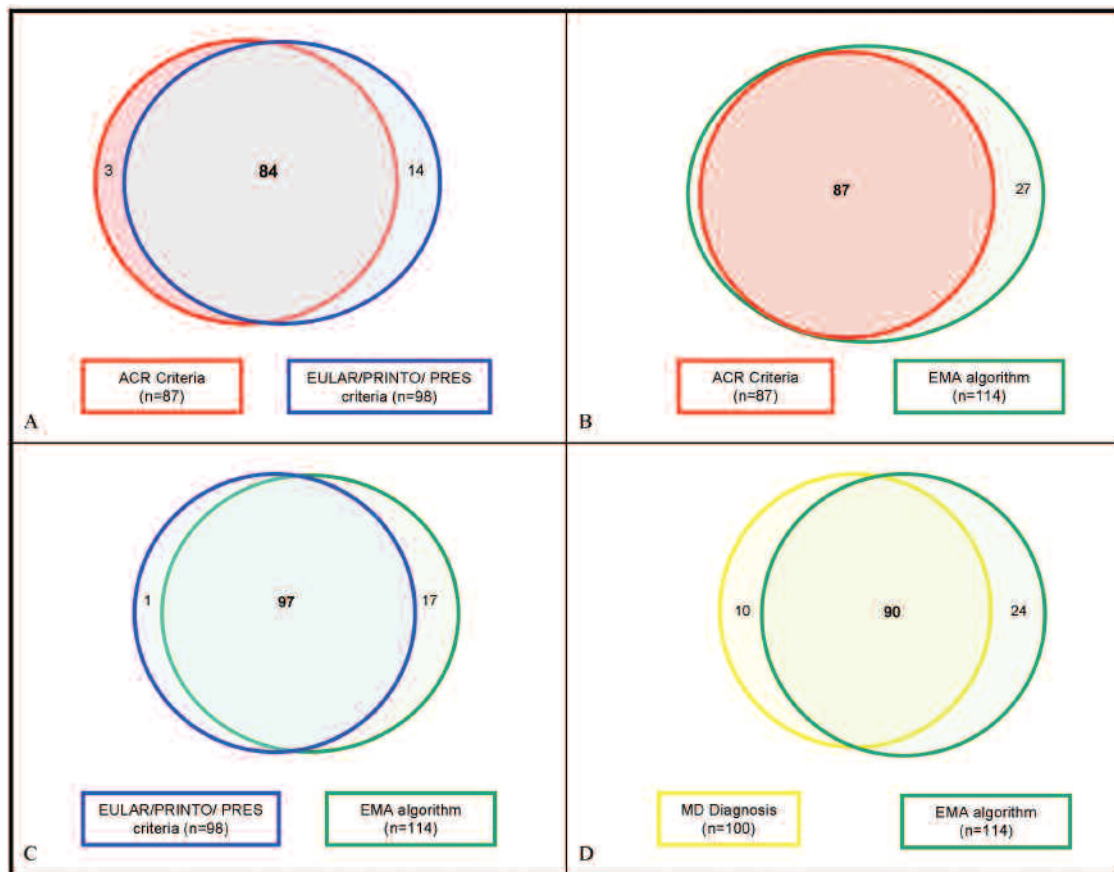 3
84
14
ACR Criteria
(n=87)
EULAR/PRINTO/ PRES
criteria (n=98)
A
87
27
ACR Criteria
(n=87)
EMA algorithm
(n=114)
B
1
97
17
EULAR/PRINTO/ PRES
criteria (n=98)
EMA algorithm
(n=114)
C
10
90
24
MD Diagnosis
(n=100)
EMA algorithm
(n=114)
D